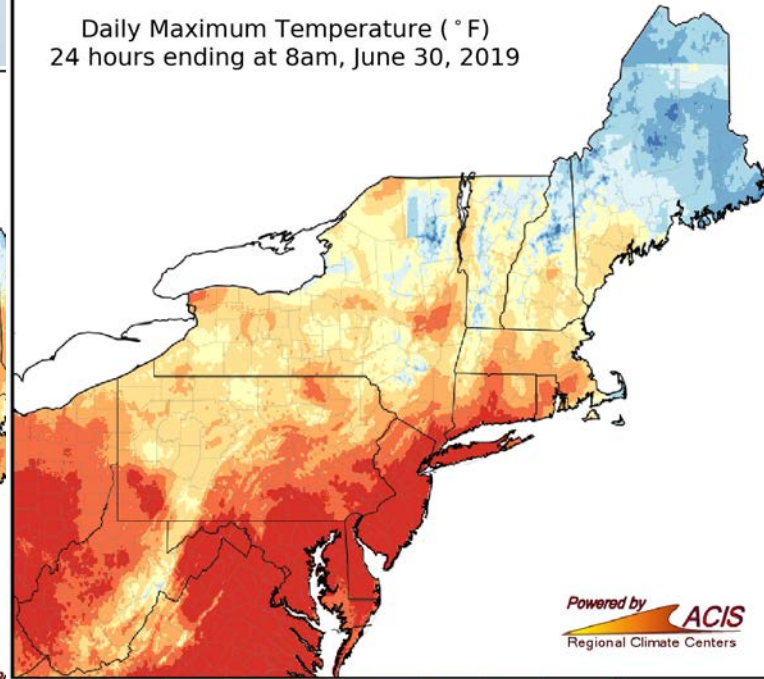 Daily Maximum Temperature (°F)
24 hours ending at 8am, June 30, 2019
Powered by
ACIS
Regional Climate Centers